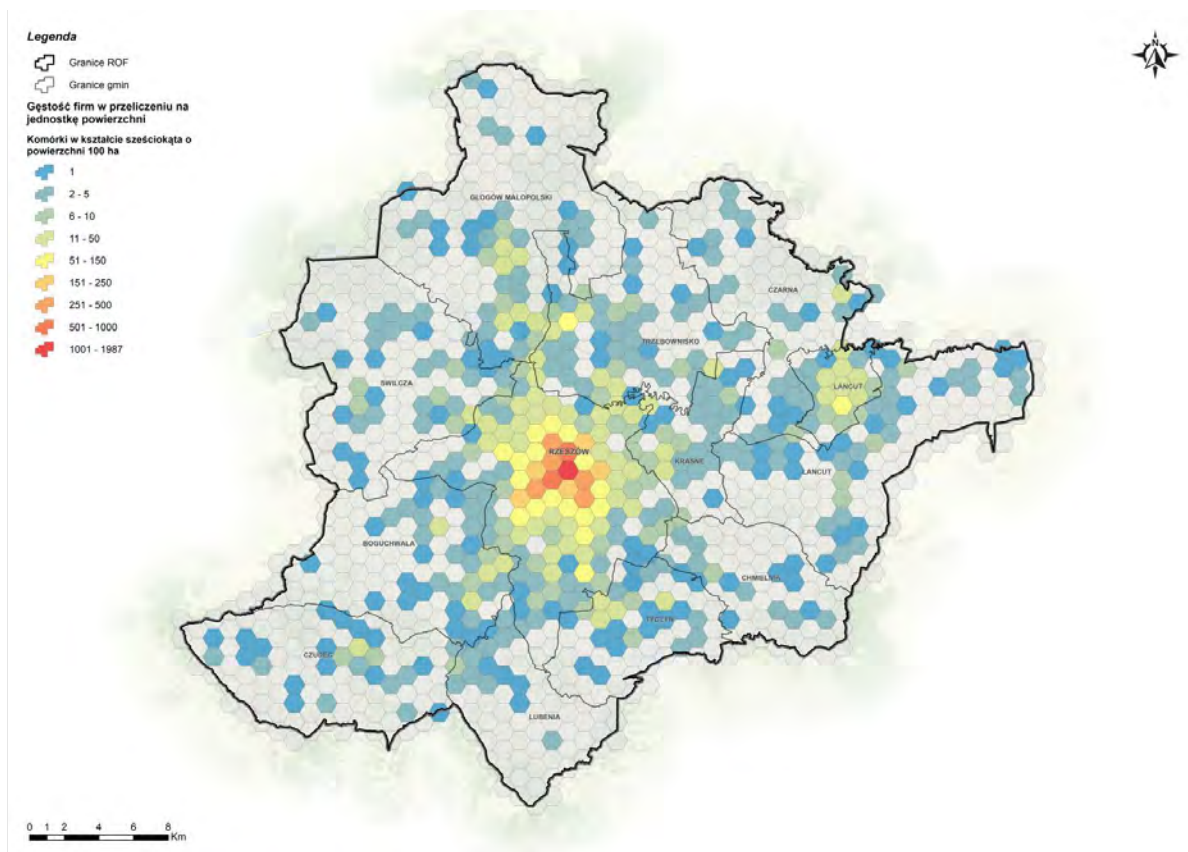 Legenda
Granice ROF
Granice gmin
Gęstość firm w przeliczeniu na
jednostkę powierzchni
Komórki w kształcie sześciokąta o
powierzchni 100 ha
1
2 - 5
6 - 10
11 - 50
51 - 150
151 - 250
251 - 500
501 - 1000
1001 - 1987
N
GŁOGÓW MAŁOPOLSKI
CZARNA
TRZEBOWNISKO
ŚWILCZA
ŁAŃCUT
RZESZÓW
KRASNE
ŁAŃCUT
BOGUCHWAŁA
CHMIELNIK
TYCZYN
CZUDEC
LUBENIA
0 1 2 4 6 8
Km